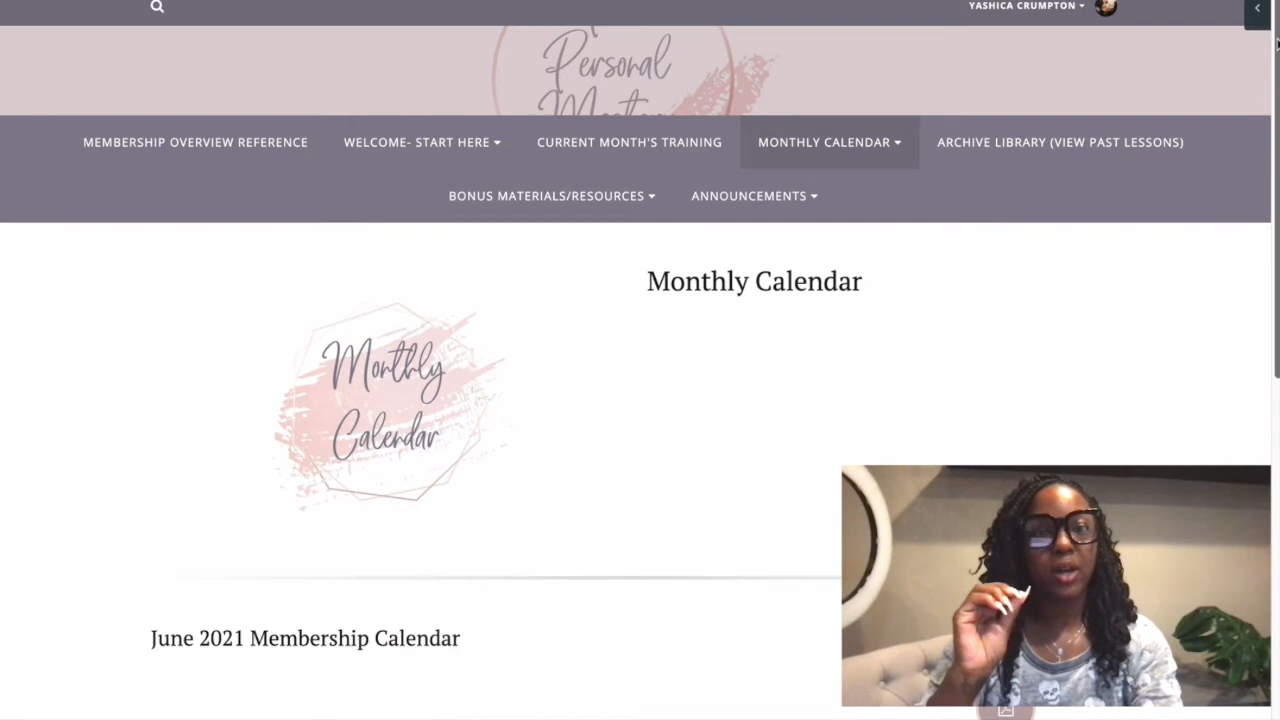 YASHICA CRUMPTON
Personal
MEMBERSHIP OVERVIEW REFERENCE WELCOME- START HERE CURRENT MONTH'S TRAINING MONTHLY CALENDAR ARCHIVE LIBRARY (VIEW PAST LESSONS)
BONUS MATERIALS/RESOURCES ANNOUNCEMENTS
Monthly Calendar
Monthly
Calendar
June 2021 Membership Calendar